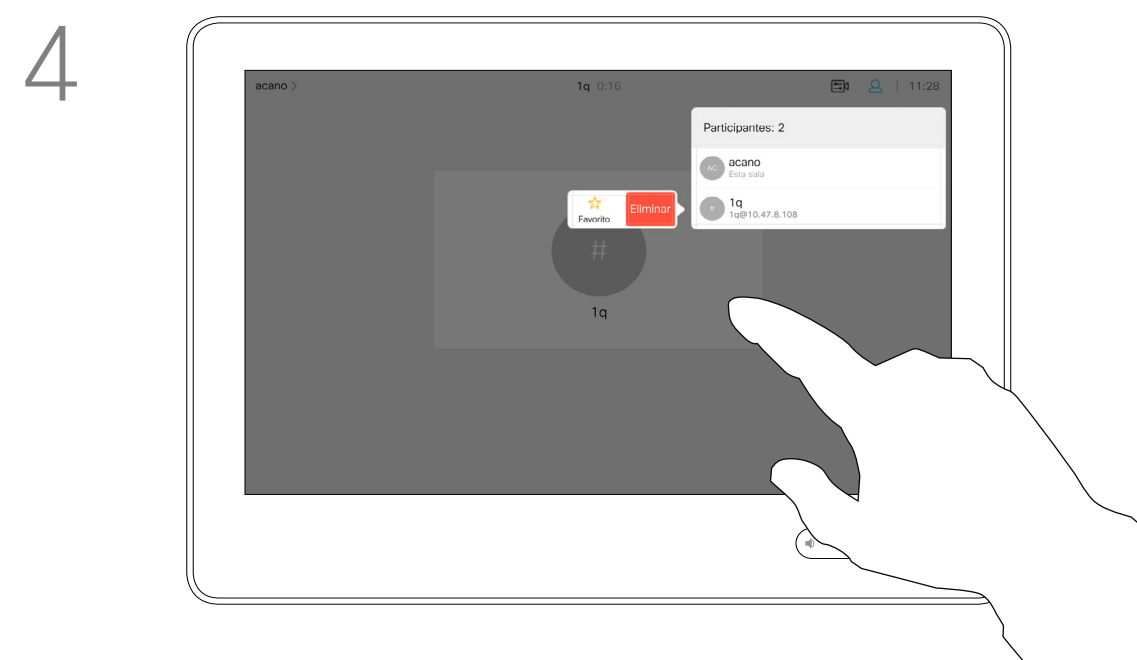 4
acano >
1q 0:16
| 11:28
Participantes: 2
AC
acano
Esta sala
Favorito
Eliminar
#
1q
1q@10.47.8.108
#
1q